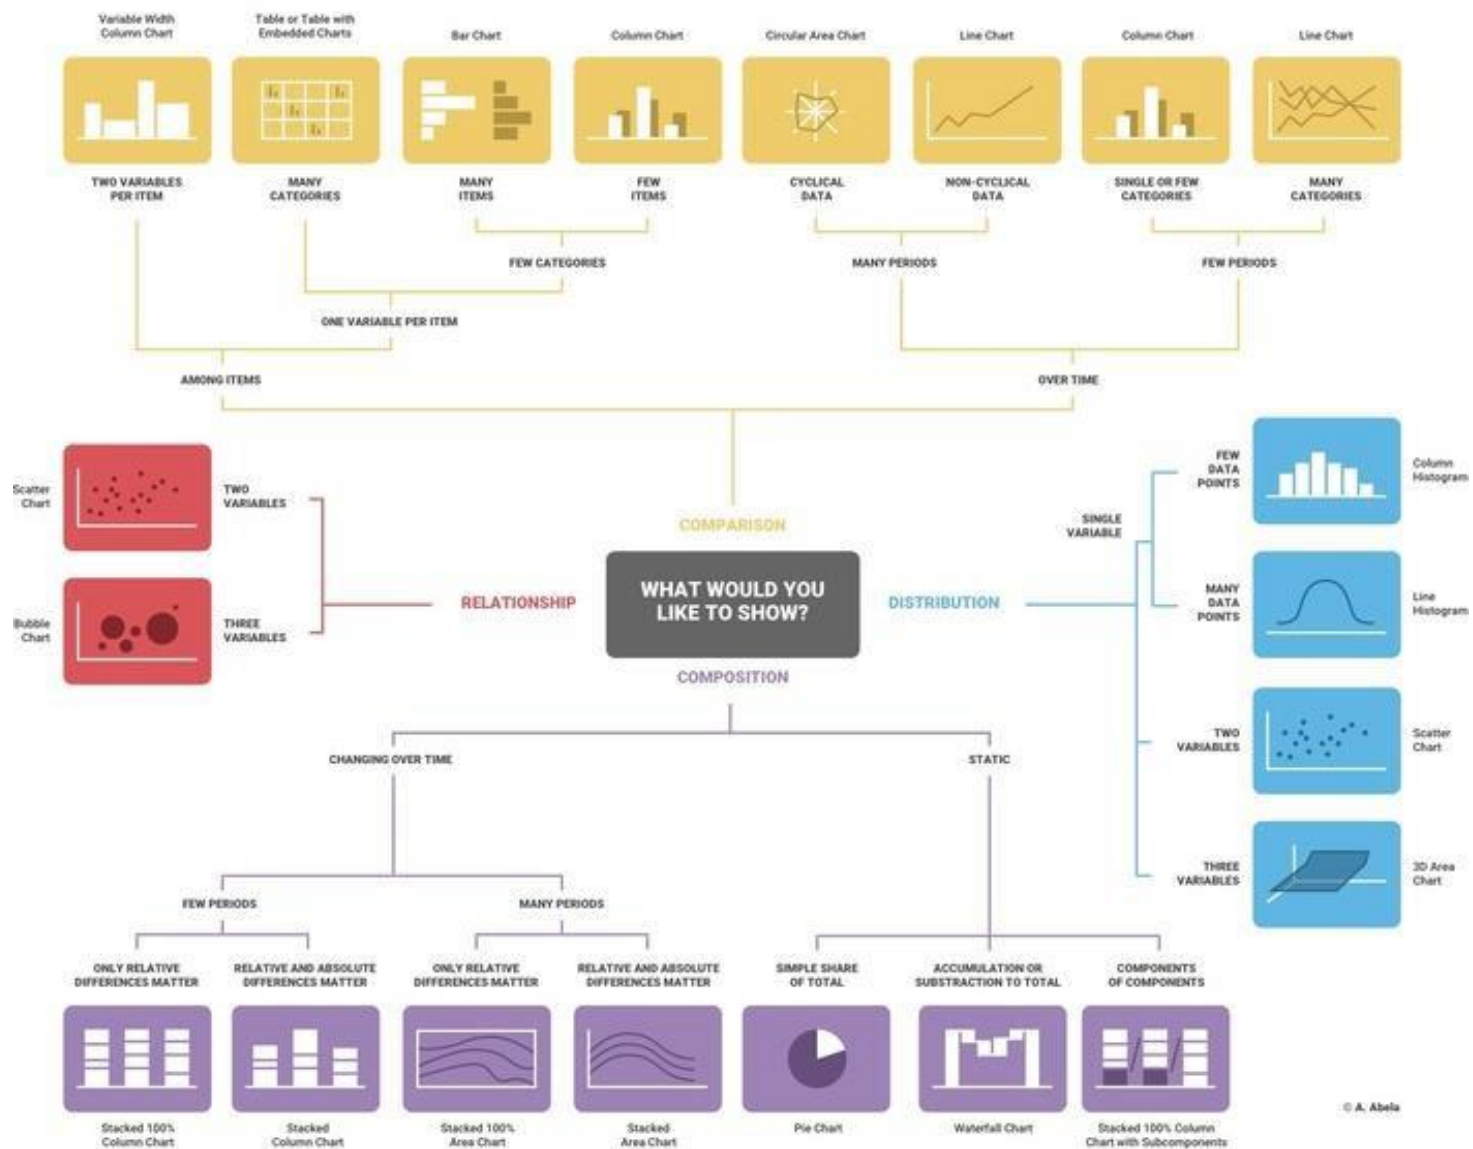 Variable Width
Column Chart
Table or Table with
Embedded Charts
Bar Chart
Column Chart
Circular Area Chart
Line Chart
Column Chart
Line Chart
TWO VARIABLES
PER ITEM
MANY
CATEGORIES
MANY
ITEMS
FEW
ITEMS
CYCLICAL
DATA
NON-CYCLICAL
DATA
SINGLE OR FEW
CATEGORIES
MANY
CATEGORIES
FEW CATEGORIES
MANY PERIODS
FEW PERIODS
ONE VARIABLE PER ITEM
AMONG ITEMS
OVER TIME
COMPARISON
WHAT WOULD YOU
LIKE TO SHOW?
RELATIONSHIP
TWO
VARIABLES
Scatter
Chart
THREE
VARIABLES
Bubble
Chart
DISTRIBUTION
SINGLE
VARIABLE
FEW
DATA
POINTS
Column
Histogram
MANY
DATA
POINTS
Line
Histogram
TWO
VARIABLES
Scatter
Chart
THREE
VARIABLES
3D Area
Chart
COMPOSITION
CHANGING OVER TIME
STATIC
FEW PERIODS
MANY PERIODS
ONLY RELATIVE
DIFFERENCES MATTER
RELATIVE AND ABSOLUTE
DIFFERENCES MATTER
ONLY RELATIVE
DIFFERENCES MATTER
RELATIVE AND ABSOLUTE
DIFFERENCES MATTER
SIMPLE SHARE
OF TOTAL
ACCUMULATION OR
SUBSTRACTION TO TOTAL
COMPONENTS
OF COMPONENTS
Stacked 100%
Column Chart
Stacked
Column Chart
Stacked 100%
Area Chart
Stacked
Area Chart
Pie Chart
Waterfall Chart
Stacked 100% Column
Chart with Subcomponents
© A. Abela